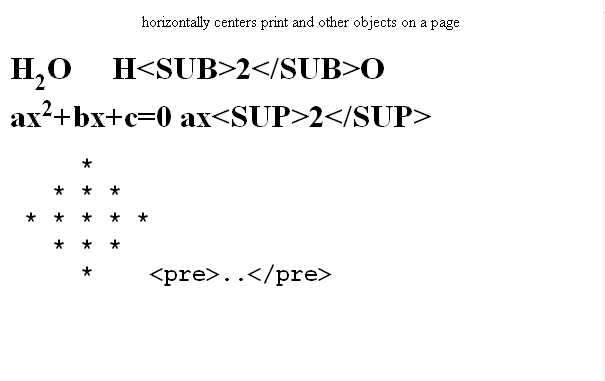 horizontally centers print and other objects on a page
H₂O H<SUB>2</SUB>O
ax²+bx+c=0 ax<SUP>2</SUP>
*
* * *
* * * * *
* * *
* <pre>..</pre>